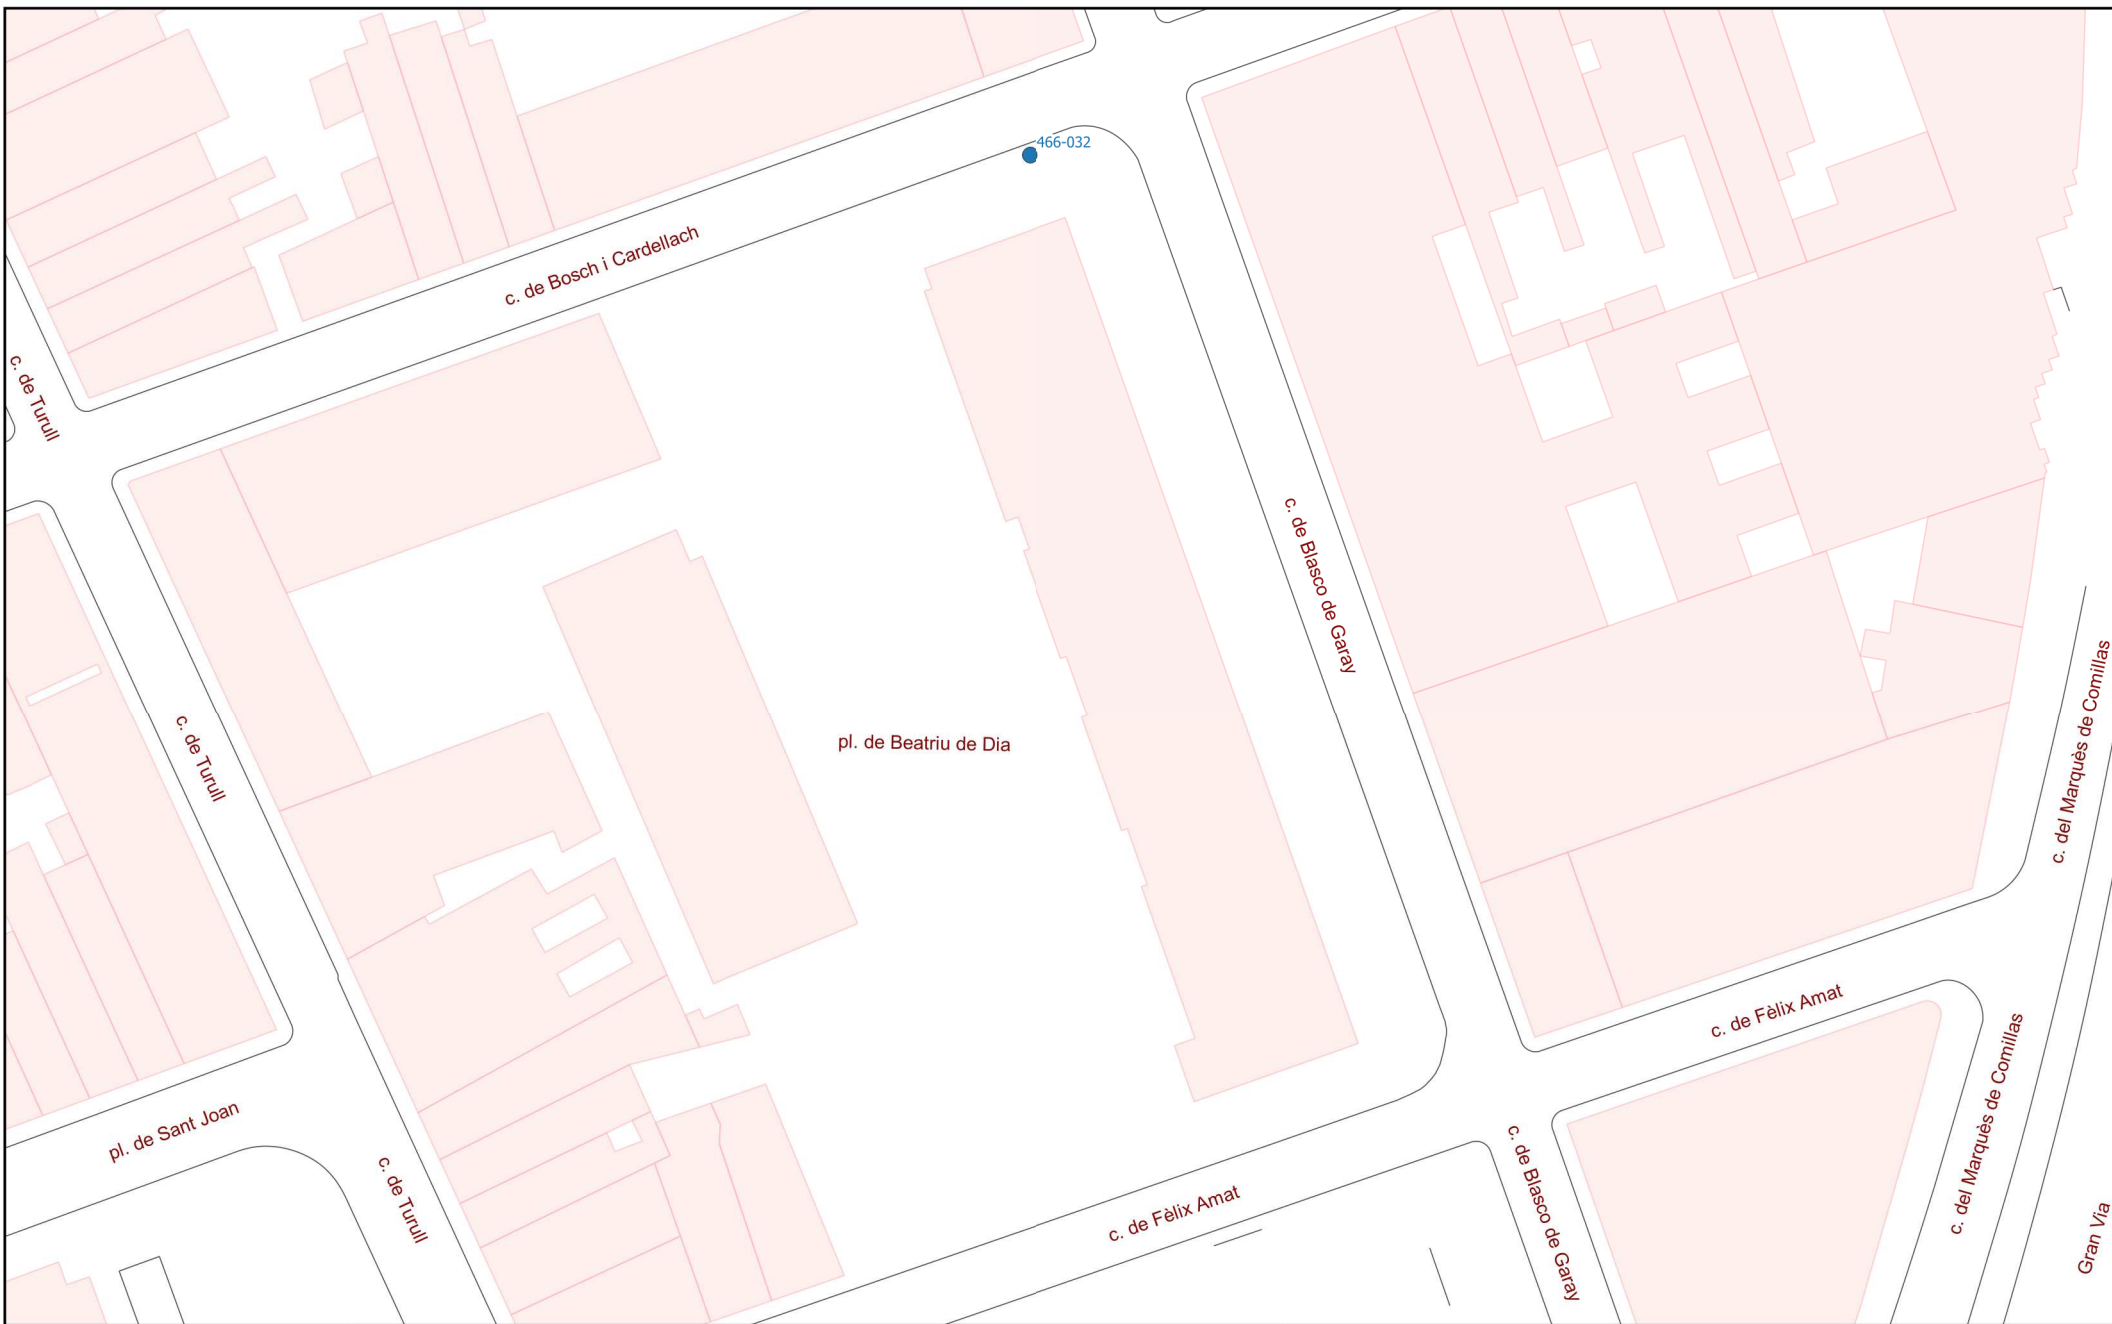 466-032
c. de Bosch i Cardellach
c. de Turull
c. de Blasco de Garay
c. de Turull
pl. de Beatriu de Dia
c. del Marquès de Comillas
c. de Fèlix Amat
c. del Marquès de Comillas
pl. de Sant Joan
c. de Turull
c. de Fèlix Amat
c. de Blasco de Garay
Gran Via